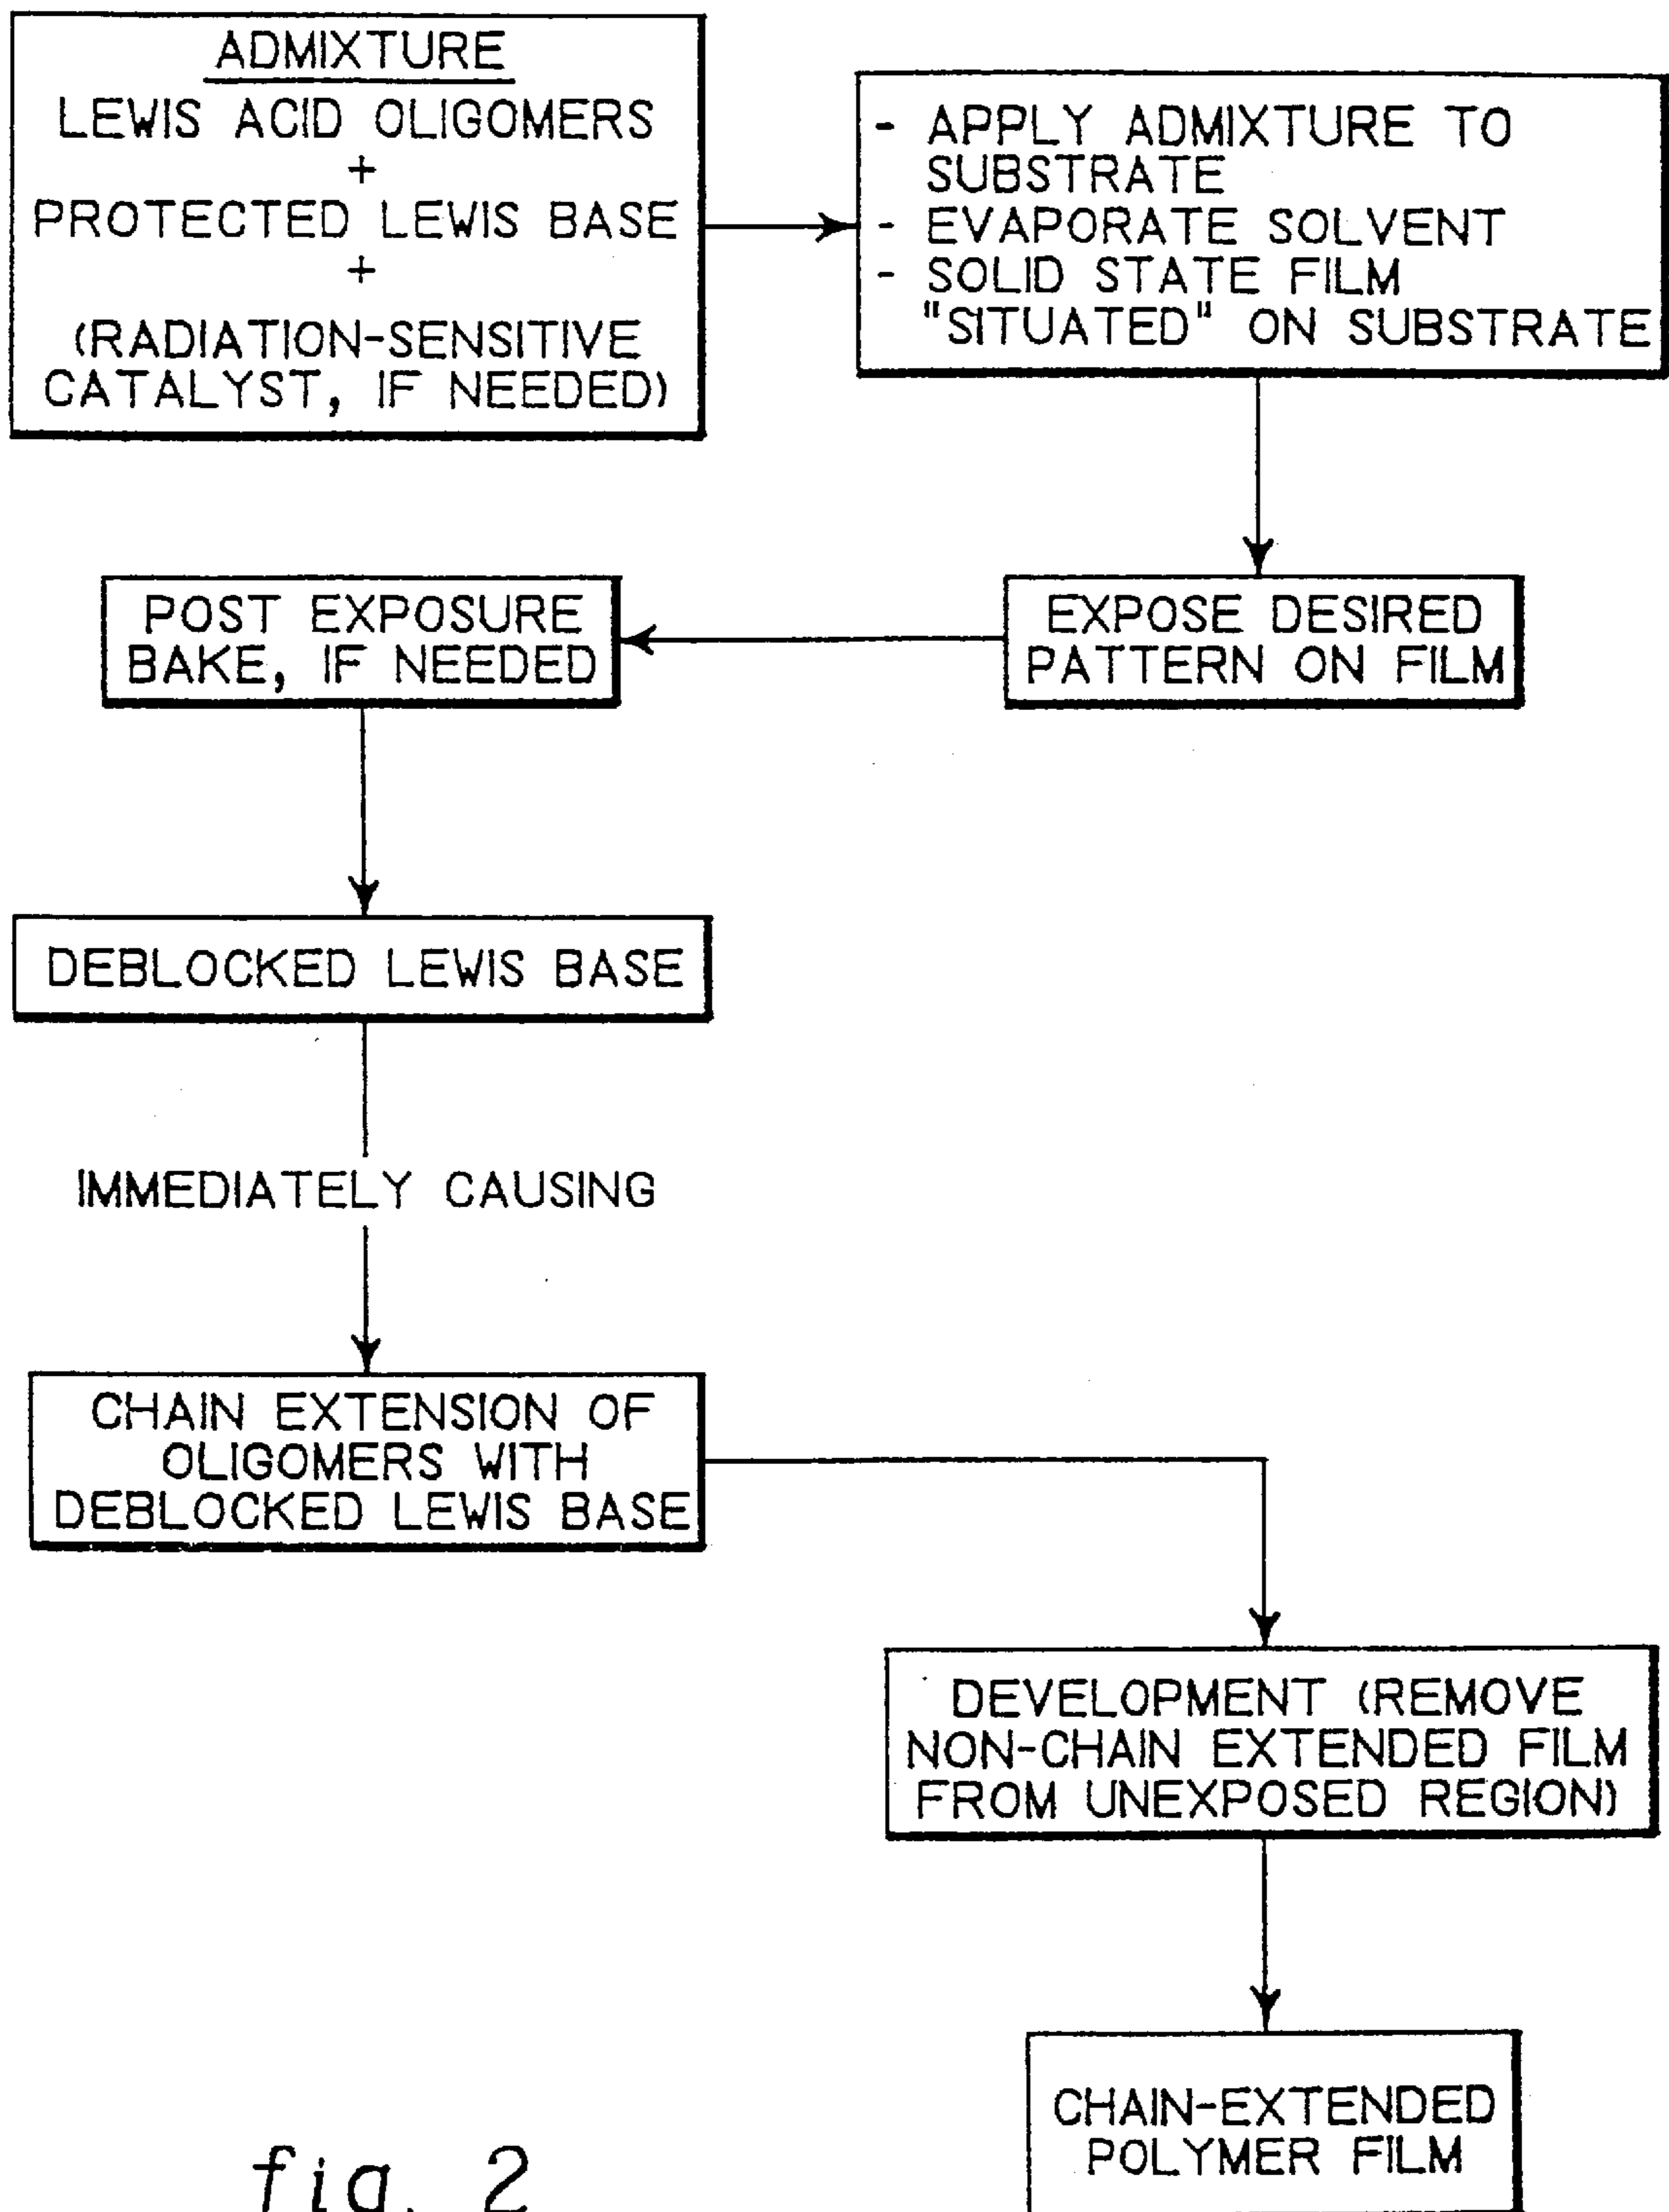 ADMIXTURE
LEWIS ACID OLIGOMERS
+
PROTECTED LEWIS BASE
+
(RADIATION-SENSITIVE
CATALYST, IF NEEDED)
- APPLY ADMIXTURE TO
SUBSTRATE
- EVAPORATE SOLVENT
- SOLID STATE FILM
"SITUATED" ON SUBSTRATE
EXPOSE DESIRED
PATTERN ON FILM
POST EXPOSURE
BAKE, IF NEEDED
DEBLOCKED LEWIS BASE
IMMEDIATELY CAUSING
CHAIN EXTENSION OF
OLIGOMERS WITH
DEBLOCKED LEWIS BASE
DEVELOPMENT (REMOVE
NON-CHAIN EXTENDED FILM
FROM UNEXPOSED REGION)
CHAIN-EXTENDED
POLYMER FILM
fig. 2